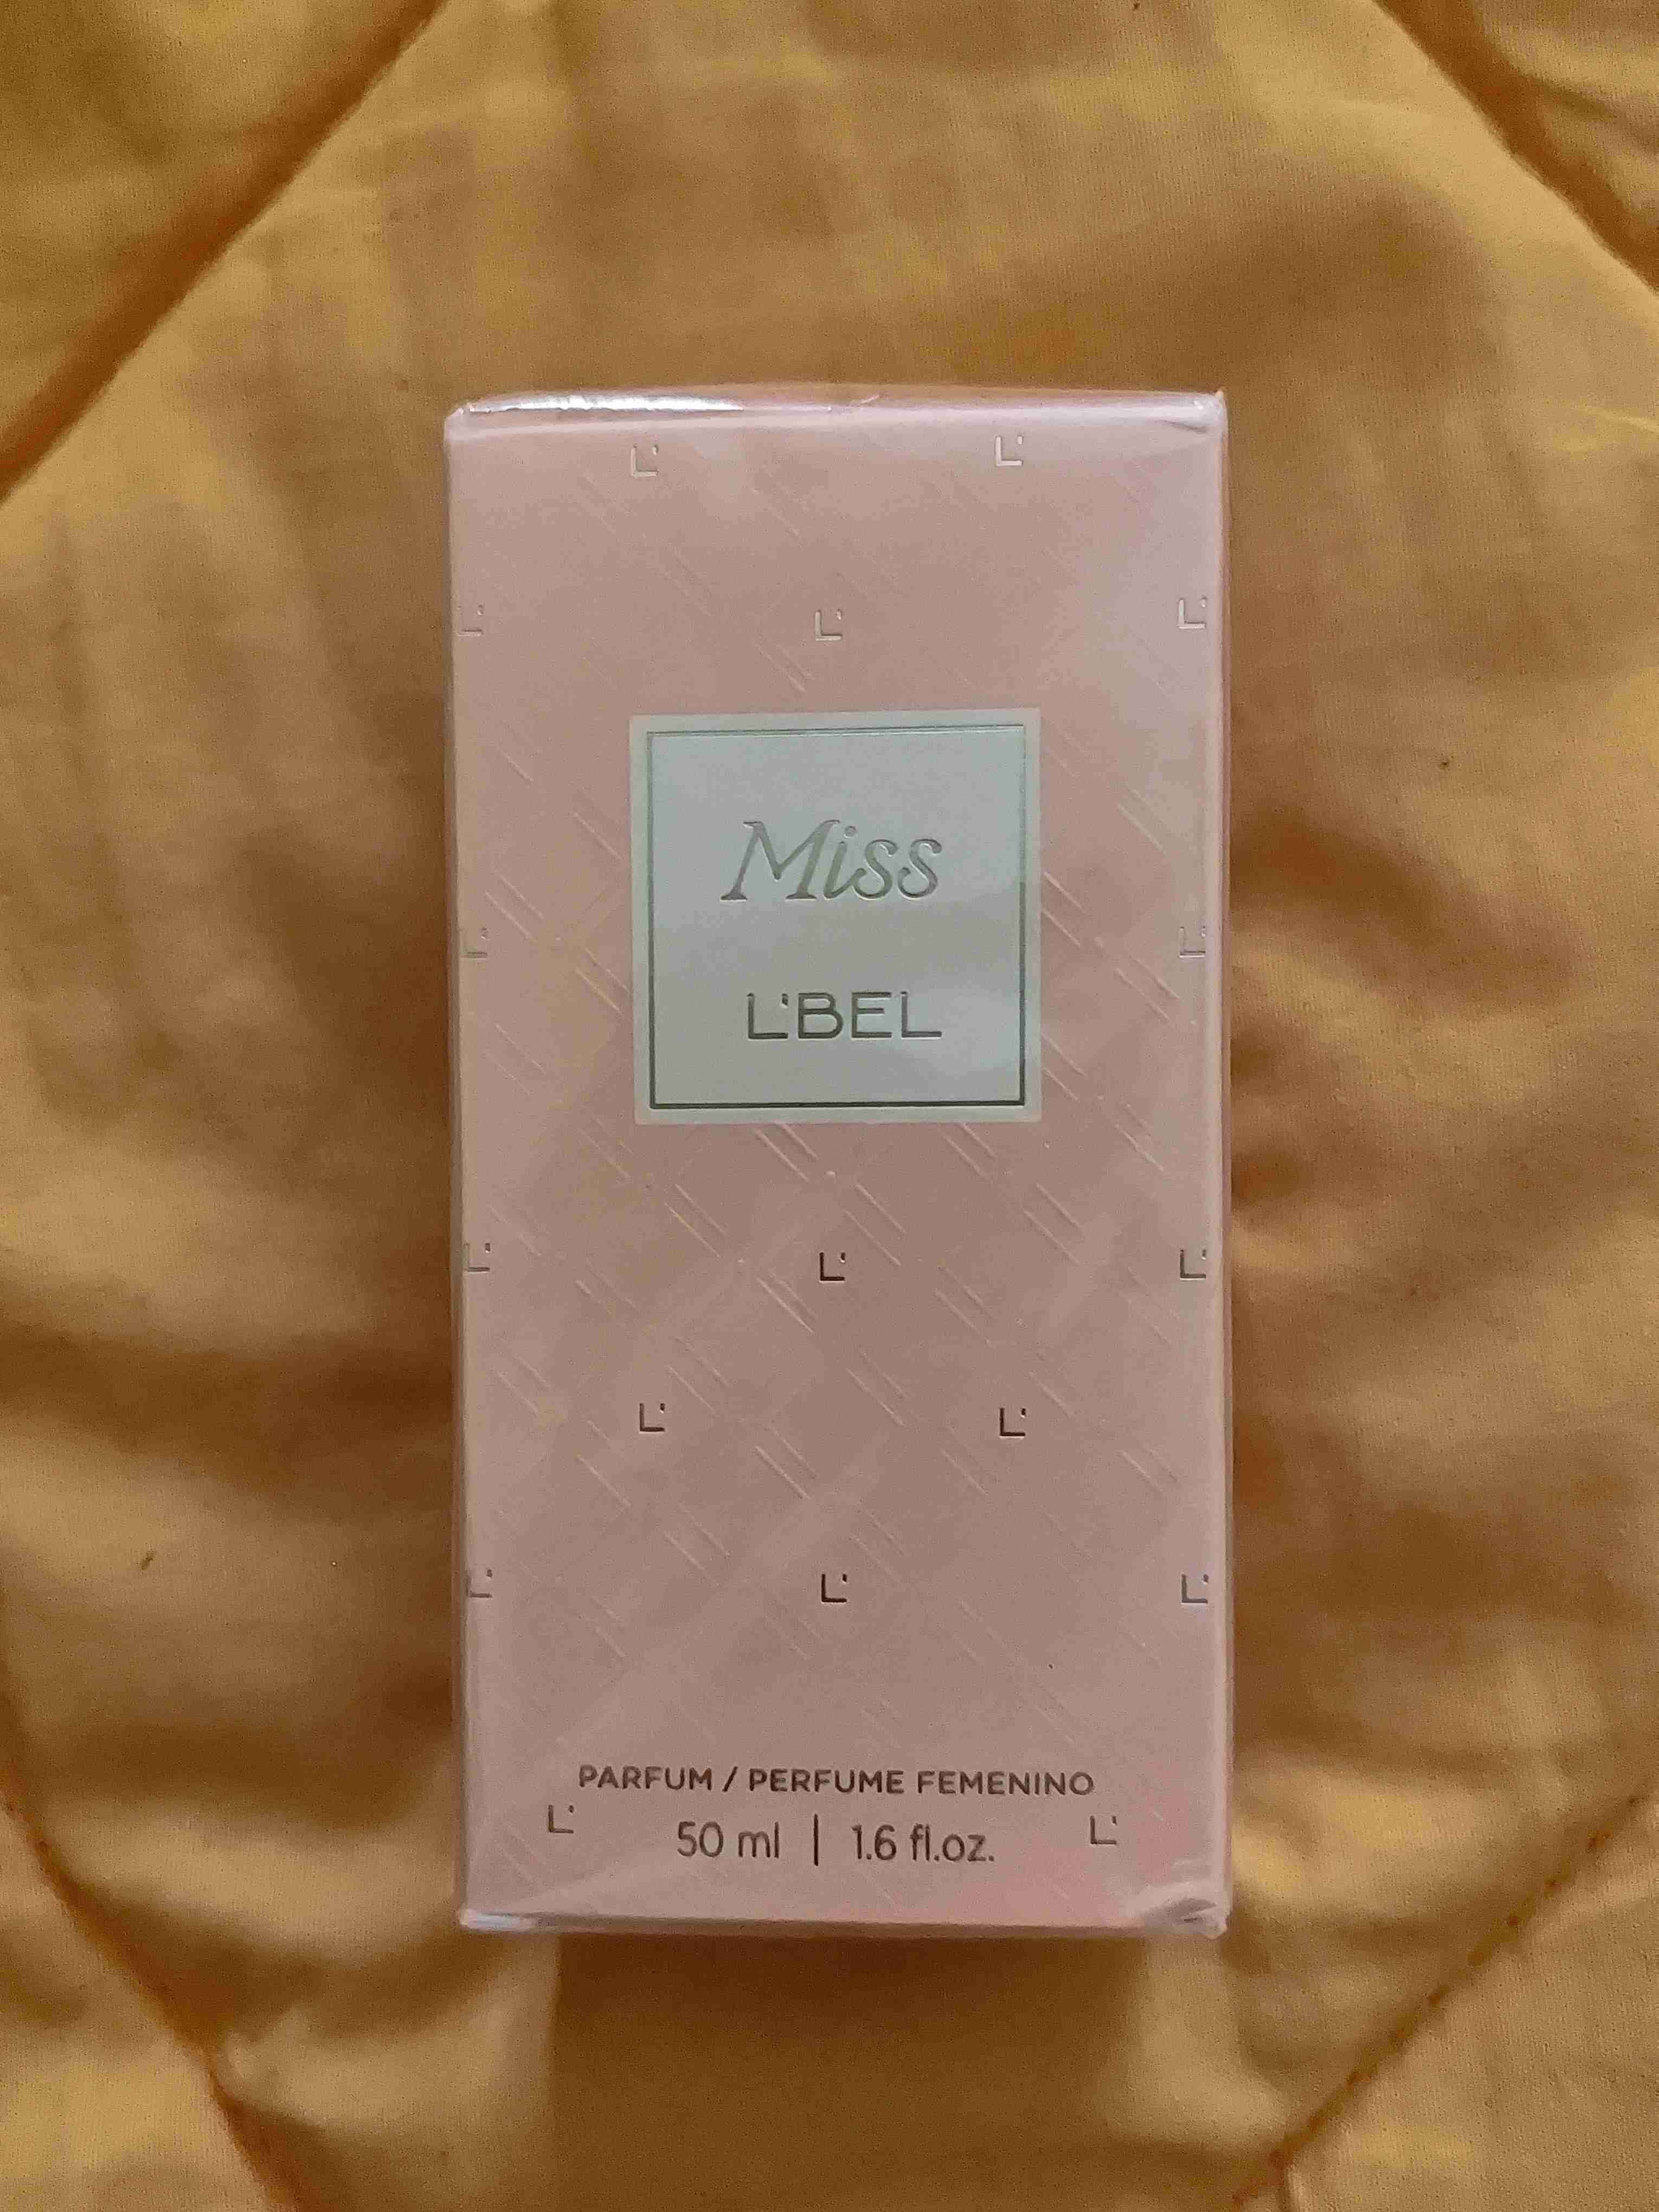 L' L'
L' L' L'
Miss
L' L'
L'BEL
L' L' L'
L' L'
L' L' L'
PARFUM / PERFUME FEMENINO
L' 50 ml | 1.6 fl.oz. L'